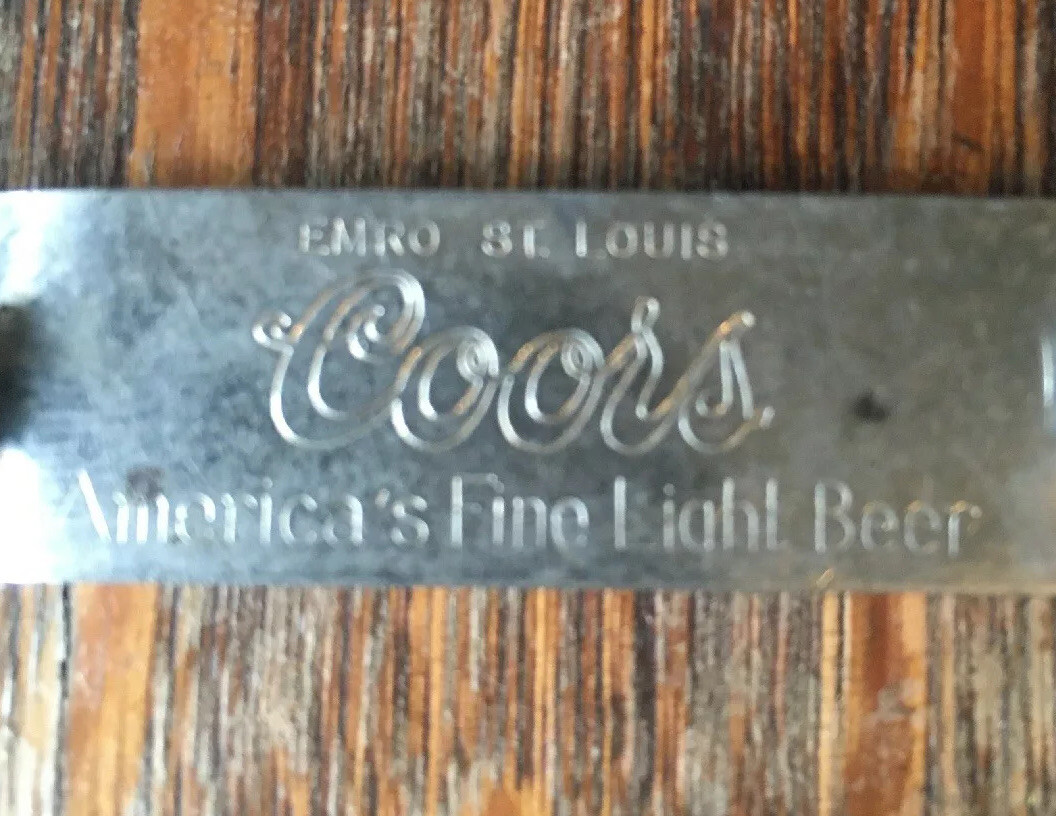 EMRO ST. LOUIS
Coors
America's Fine Light Beer